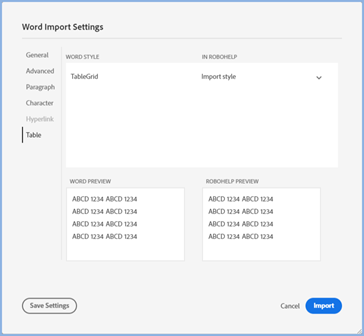 Word Import Settings
General
Advanced
Paragraph
Character
Hyperlink
Table
WORD STYLE IN ROBOHELP
TableGrid Import style
WORD PREVIEW ROBOHELP PREVIEW
ABCD 1234 ABCD 1234 ABCD 1234 ABCD 1234
ABCD 1234 ABCD 1234 ABCD 1234 ABCD 1234
ABCD 1234 ABCD 1234 ABCD 1234 ABCD 1234
ABCD 1234 ABCD 1234 ABCD 1234 ABCD 1234
Save Settings Cancel Import